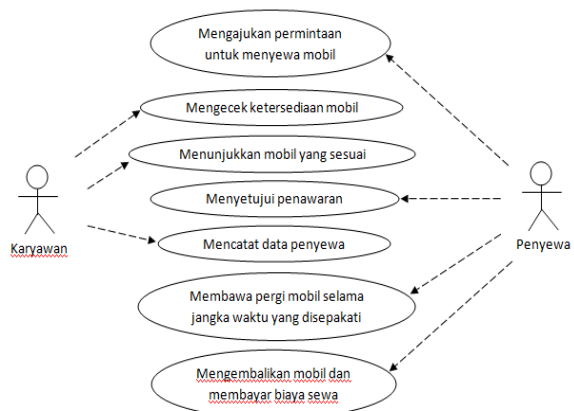 Mengajukan permintaan
untuk menyewa mobil
Mengecek ketersediaan mobil
Menunjukkan mobil yang sesuai
Menyetujui penawaran
Karyawan
Mencatat data penyewa
Penyewa
Membawa pergi mobil selama
jangka waktu yang disepakati
Mengembalikan mobil dan
membayar biaya sewa